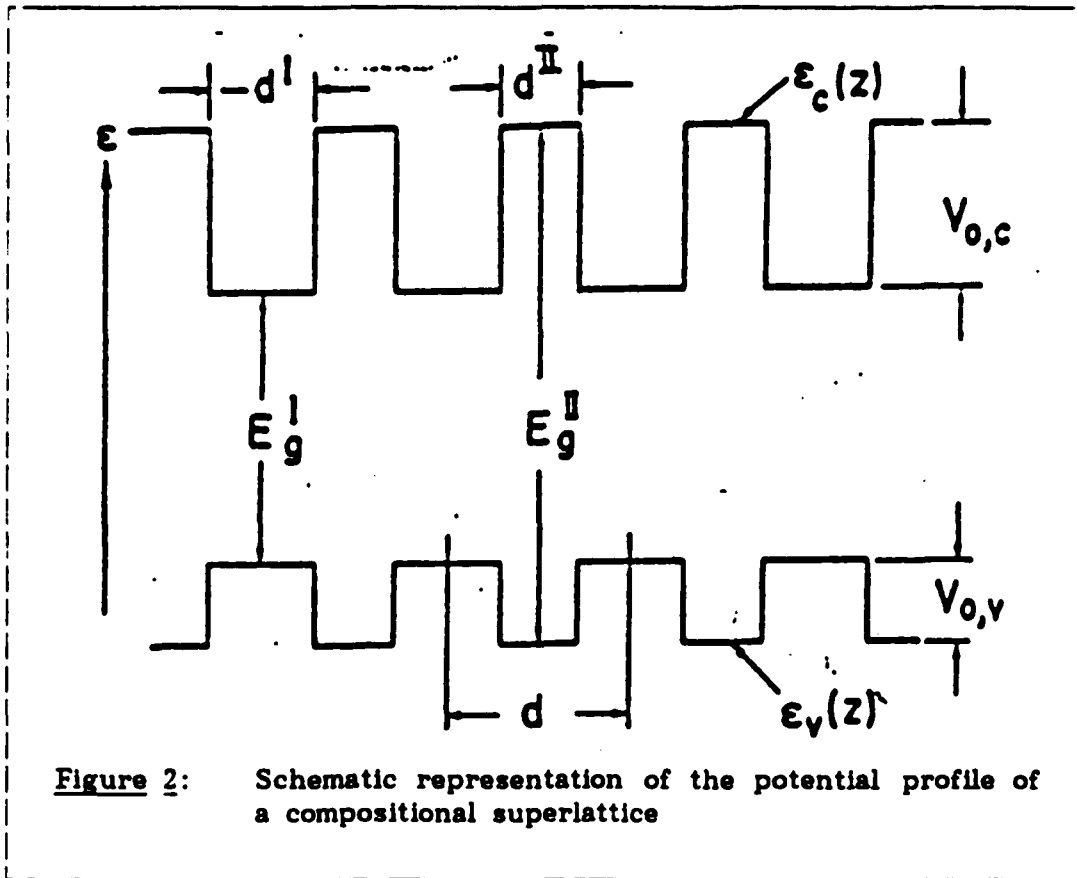 d^I
d^II
ε_c(z)
ε
V_0,c
E_g^I
E_g^II
V_0,v
d
ε_v(z)
Figure 2: Schematic representation of the potential profile of
a compositional superlattice